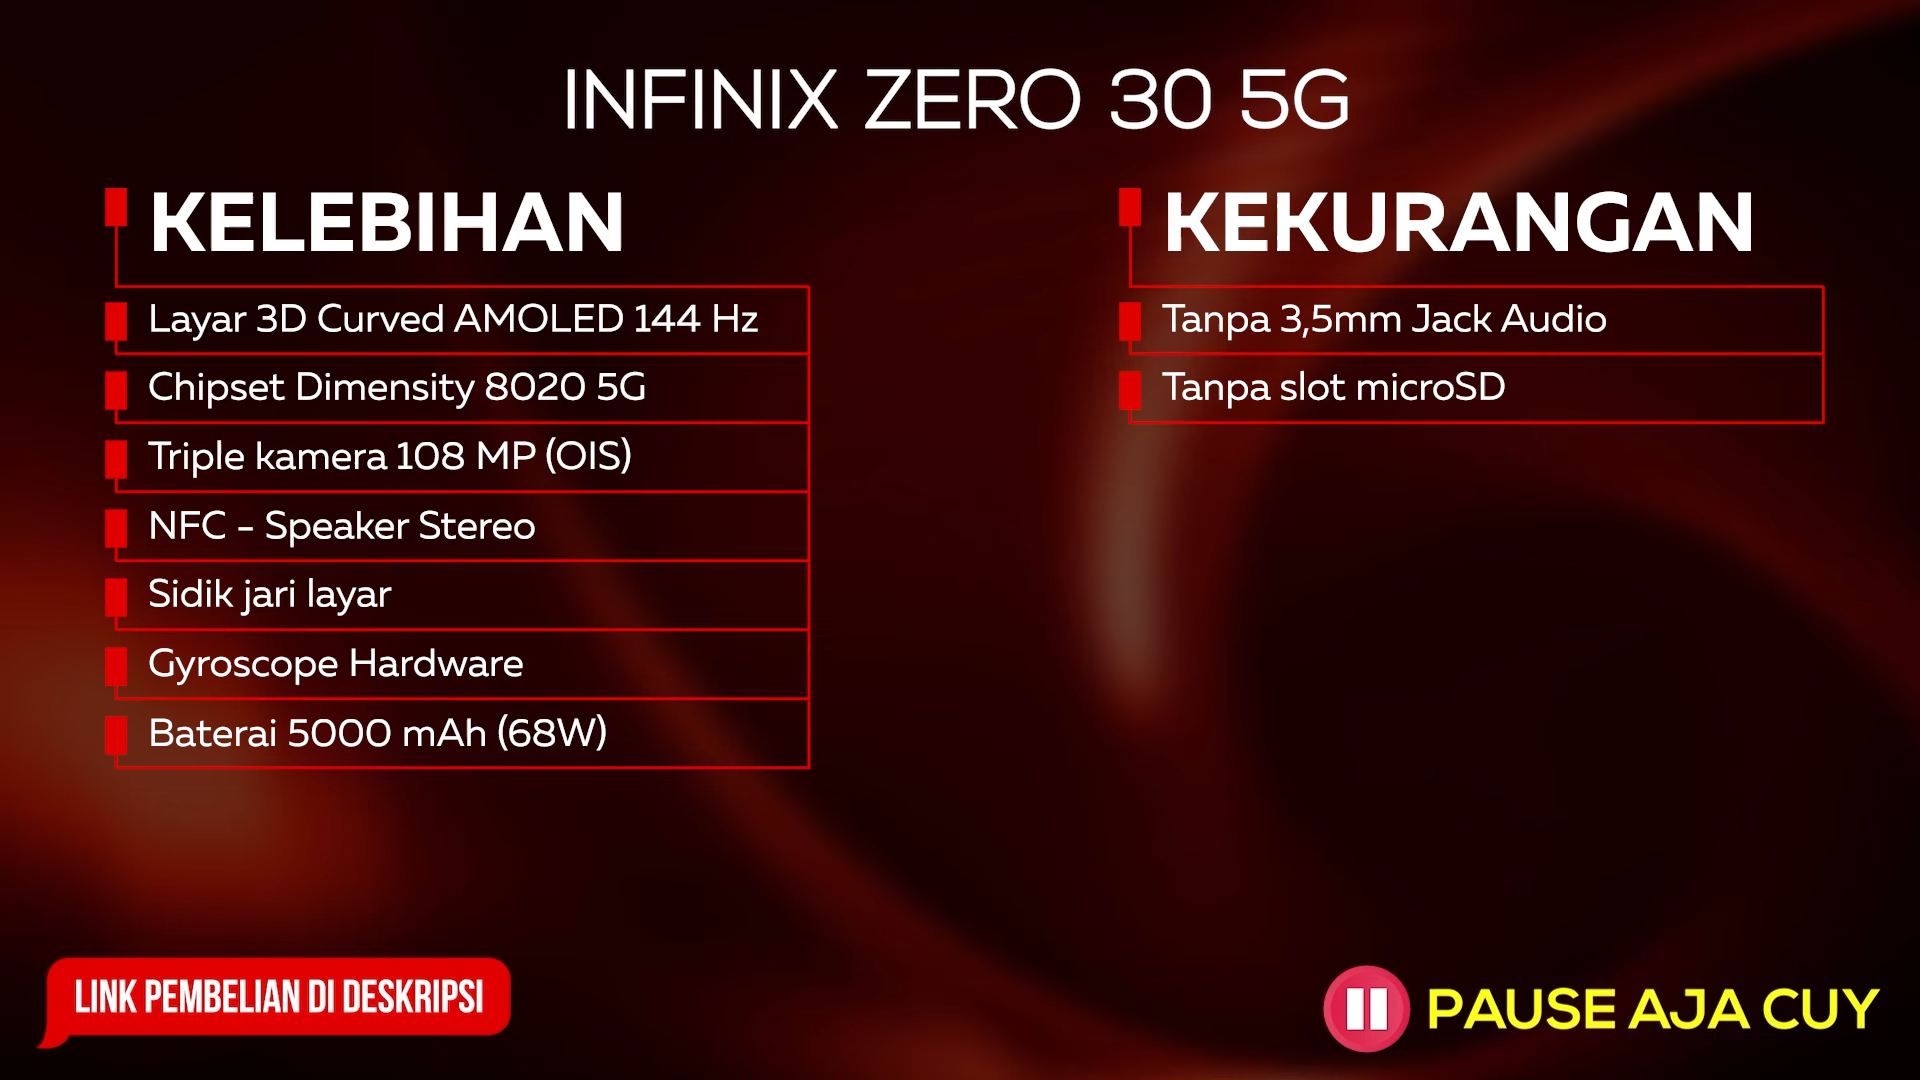 INFINIX ZERO 30 5G
KELEBIHAN
Layar 3D Curved AMOLED 144 Hz
Chipset Dimensity 8020 5G
Triple kamera 108 MP (OIS)
NFC - Speaker Stereo
Sidik jari layar
Gyroscope Hardware
Baterai 5000 mAh (68W)
KEKURANGAN
Tanpa 3,5mm Jack Audio
Tanpa slot microSD
LINK PEMBELIAN DI DESKRIPSI
PAUSE AJA CUY